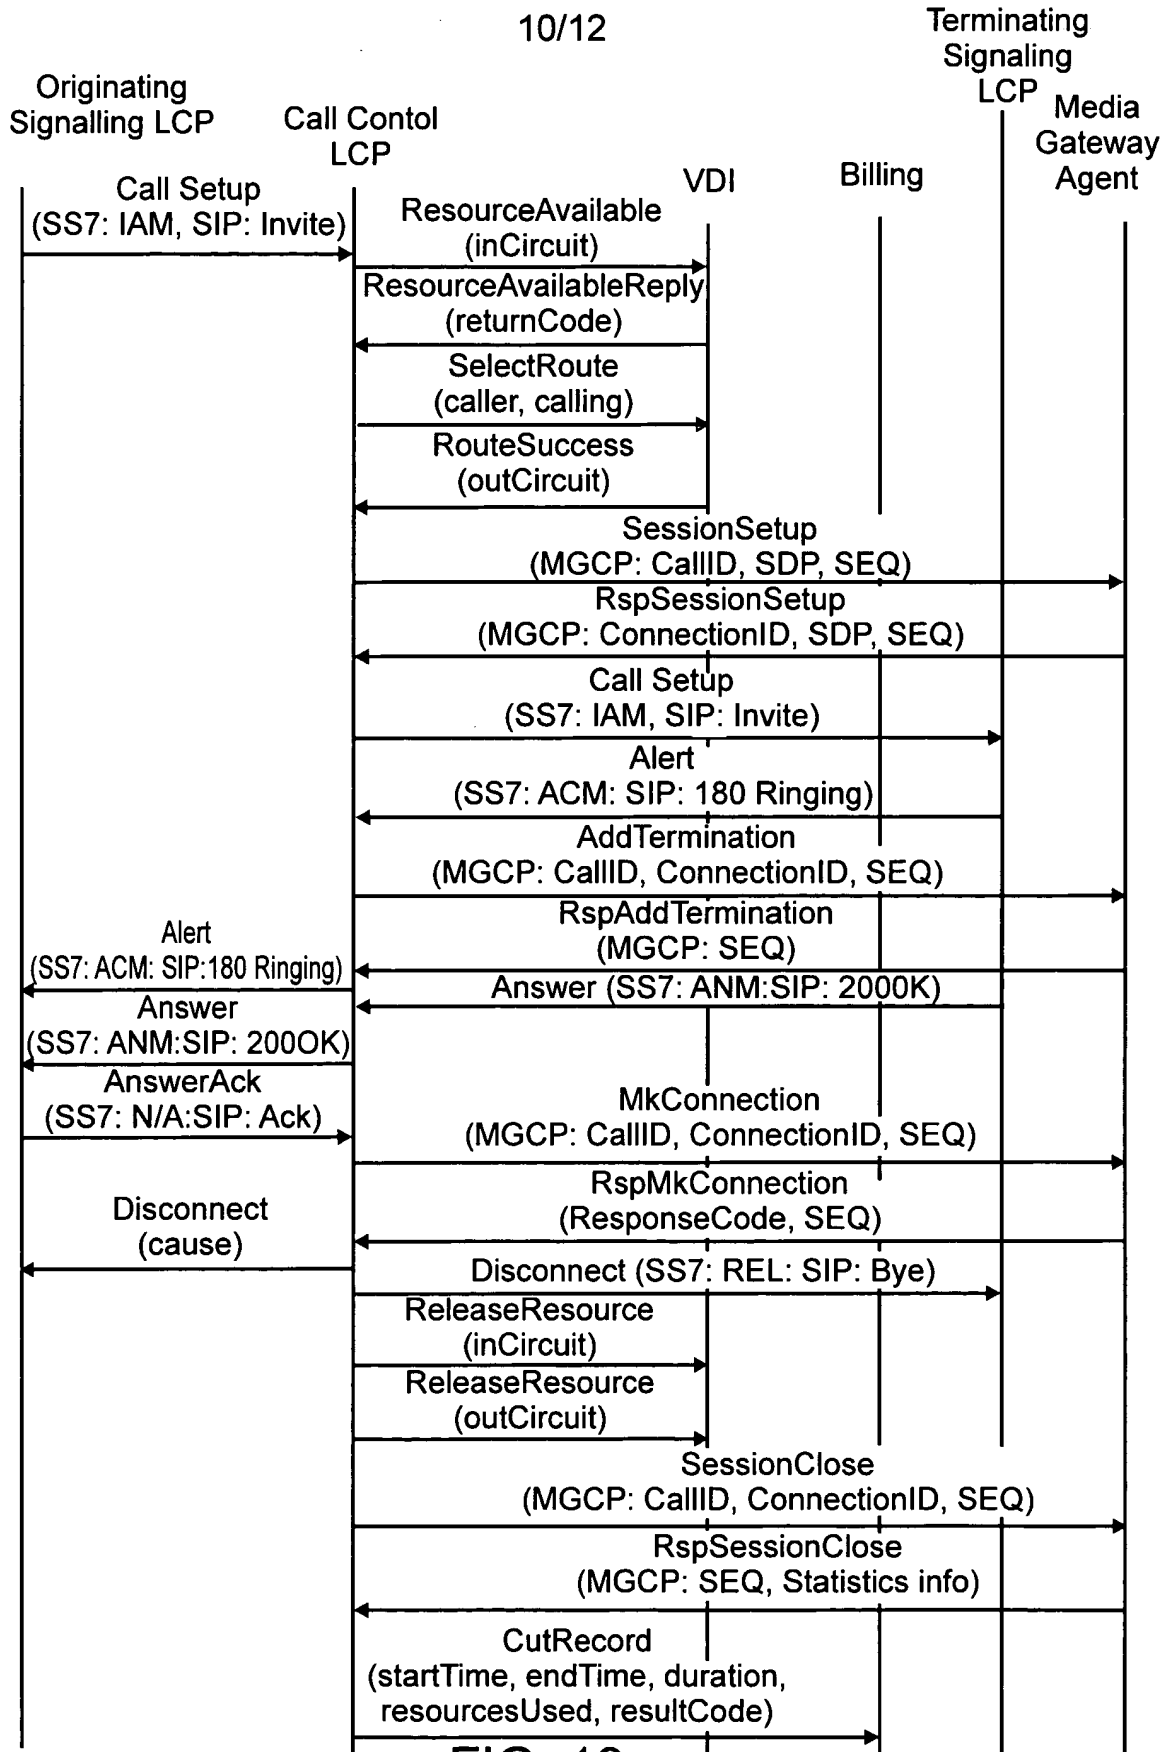 10/12
Originating
Signalling LCP
Call Contol
LCP
VDI
Billing
Terminating
Signaling
LCP
Media
Gateway
Agent
Call Setup
(SS7: IAM, SIP: Invite)
ResourceAvailable
(inCircuit)
ResourceAvailableReply
(returnCode)
SelectRoute
(caller, calling)
RouteSuccess
(outCircuit)
SessionSetup
(MGCP: CallID, SDP, SEQ)
RspSessionSetup
(MGCP: ConnectionID, SDP, SEQ)
Call Setup
(SS7: IAM, SIP: Invite)
Alert
(SS7: ACM: SIP: 180 Ringing)
AddTermination
(MGCP: CallID, ConnectionID, SEQ)
RspAddTermination
(MGCP: SEQ)
Alert
(SS7: ACM: SIP:180 Ringing)
Answer (SS7: ANM:SIP: 2000K)
Answer
(SS7: ANM:SIP: 200OK)
AnswerAck
(SS7: N/A:SIP: Ack)
MkConnection
(MGCP: CallID, ConnectionID, SEQ)
RspMkConnection
(ResponseCode, SEQ)
Disconnect
(cause)
Disconnect (SS7: REL: SIP: Bye)
ReleaseResource
(inCircuit)
ReleaseResource
(outCircuit)
SessionClose
(MGCP: CallID, ConnectionID, SEQ)
RspSessionClose
(MGCP: SEQ, Statistics info)
CutRecord
(startTime, endTime, duration,
resourcesUsed, resultCode)